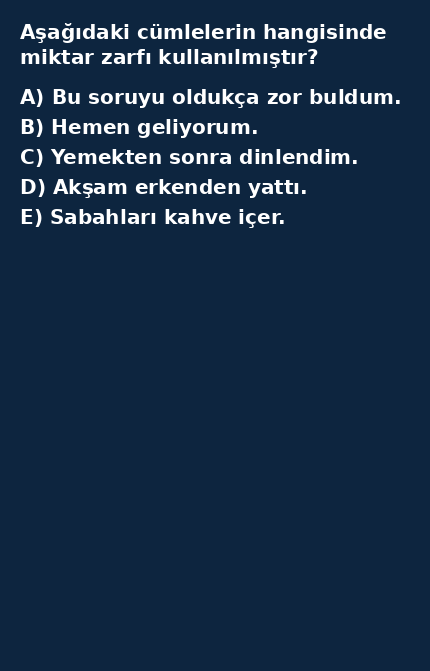 Aşağıdaki cümlelerin hangisinde
miktar zarfı kullanılmıştır?
A) Bu soruyu oldukça zor buldum.
B) Hemen geliyorum.
C) Yemekten sonra dinlendim.
D) Akşam erkenden yattı.
E) Sabahları kahve içer.